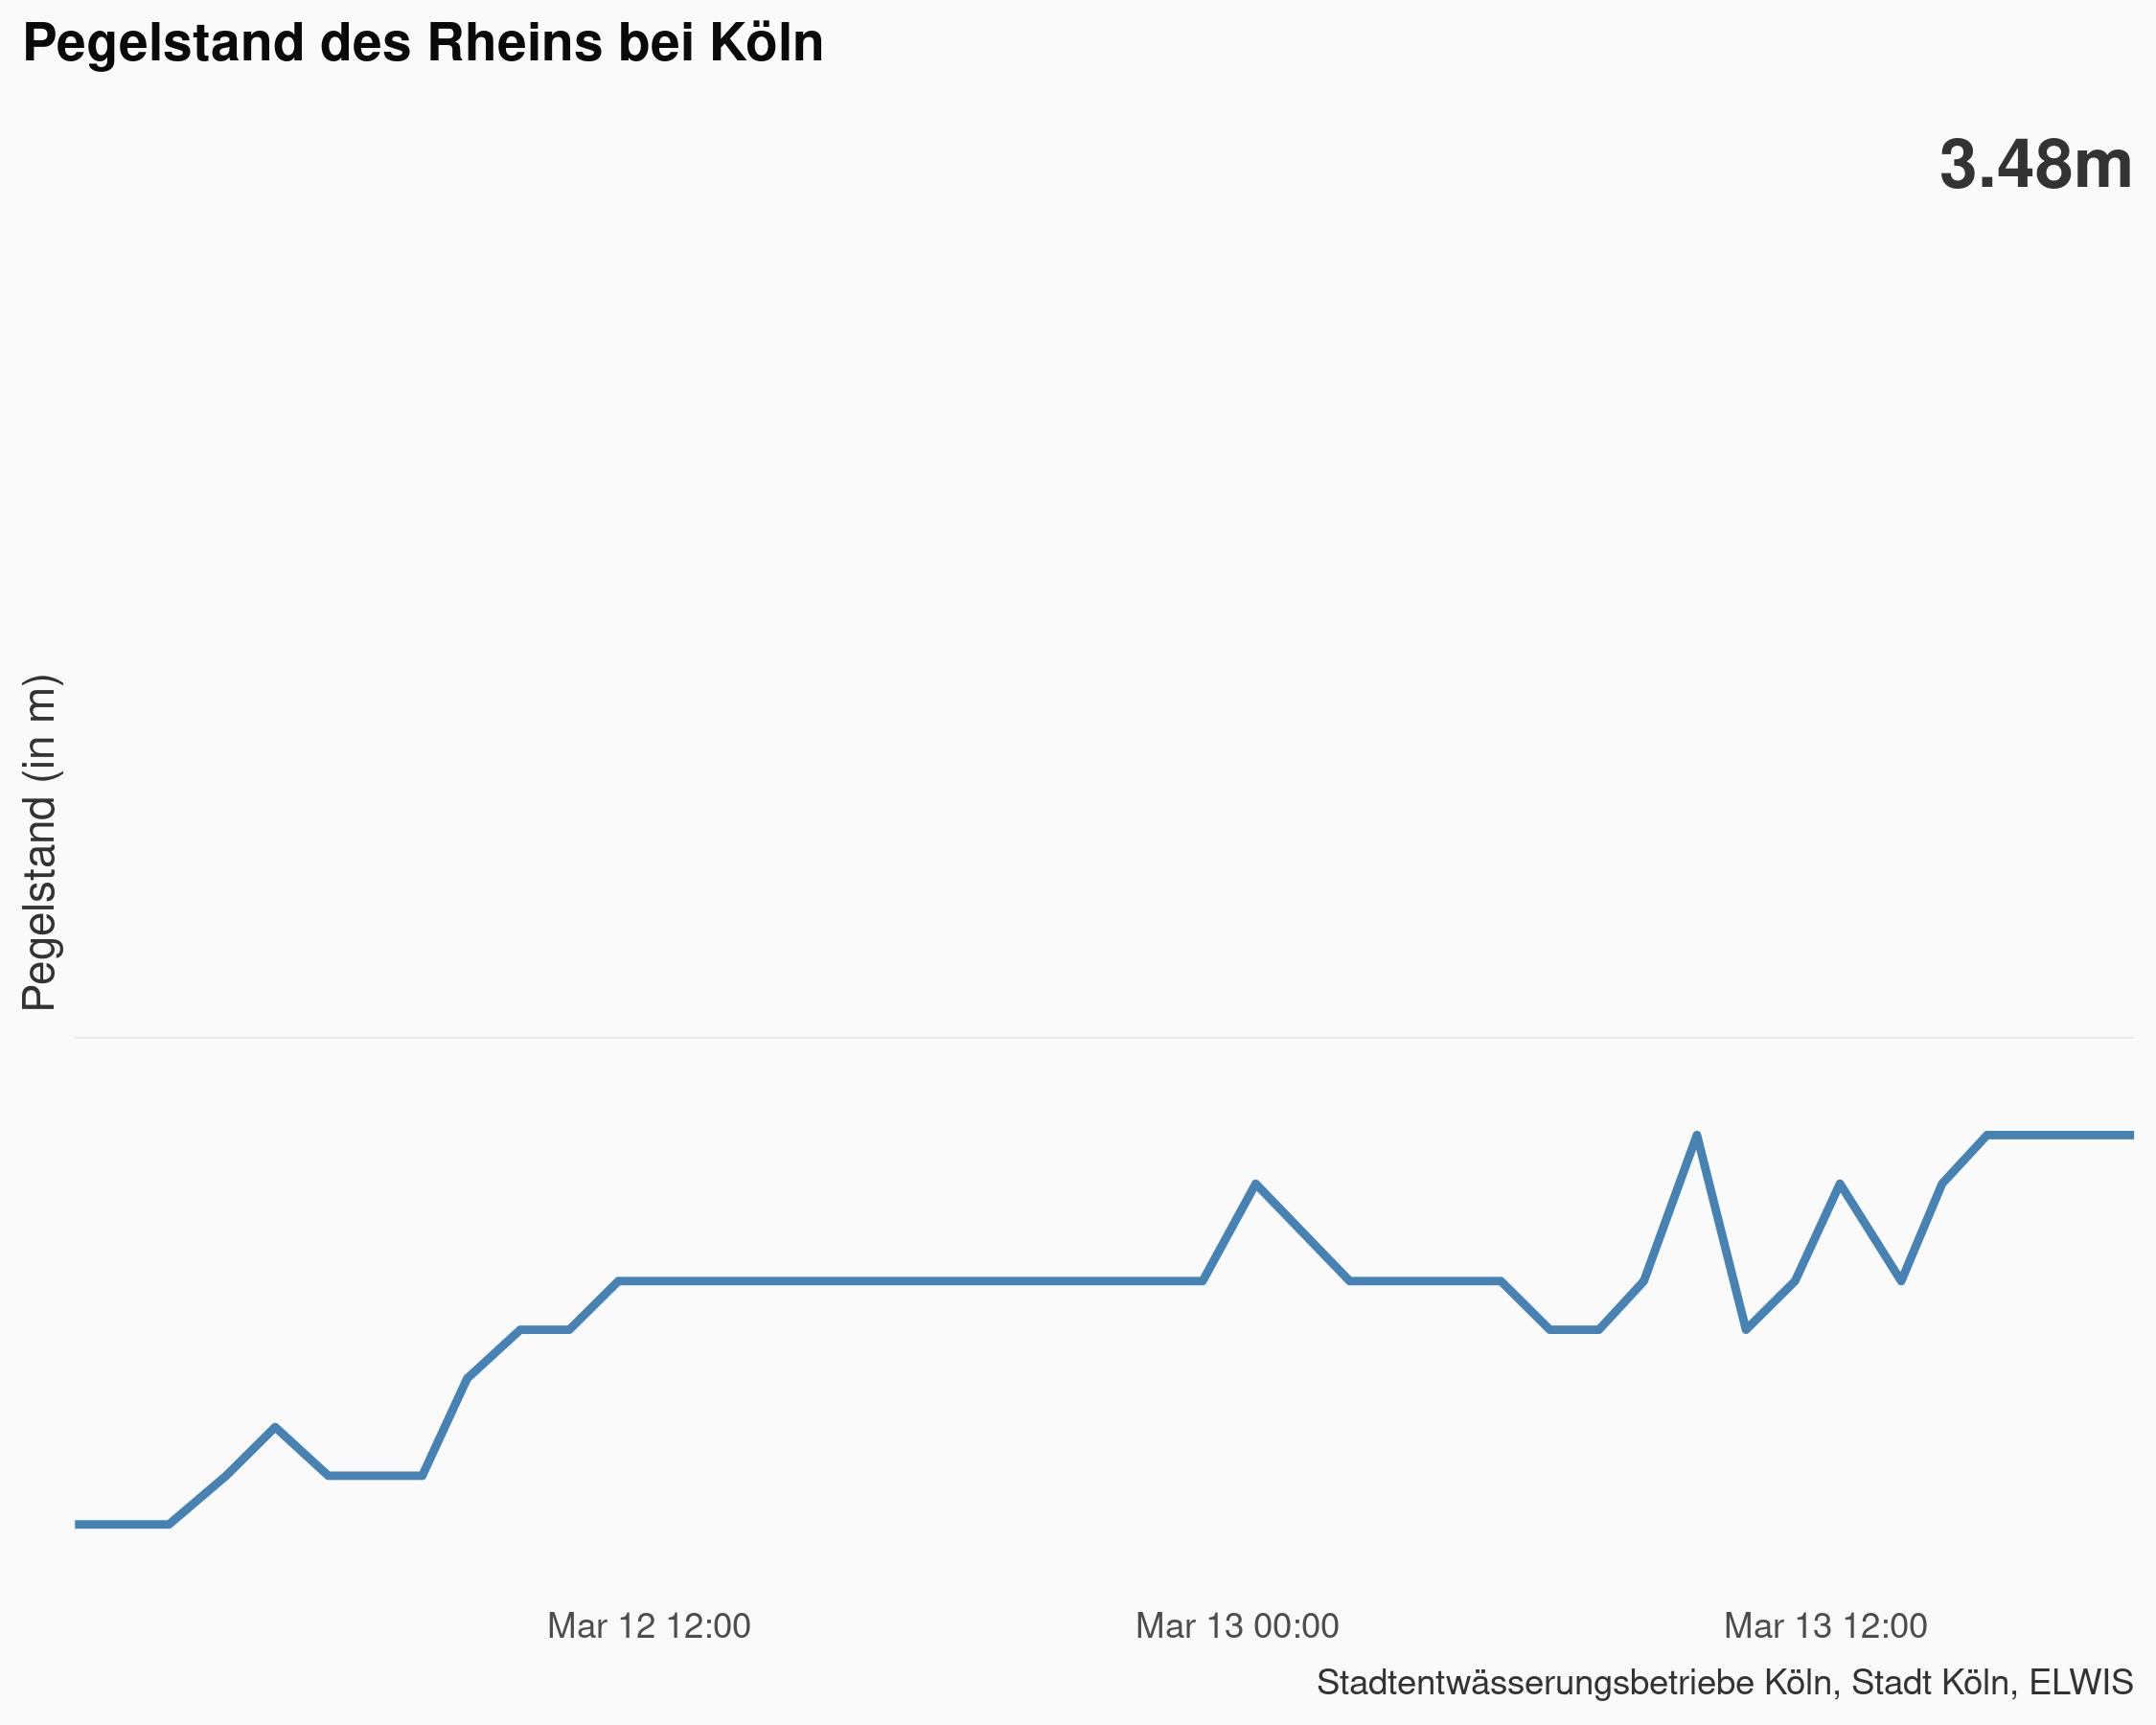 Pegelstand des Rheins bei Köln
3.48m
Pegelstand (in m)
Mar 12 12:00
Mar 13 00:00
Mar 13 12:00
Stadtentwässerungsbetriebe Köln, Stadt Köln, ELWIS